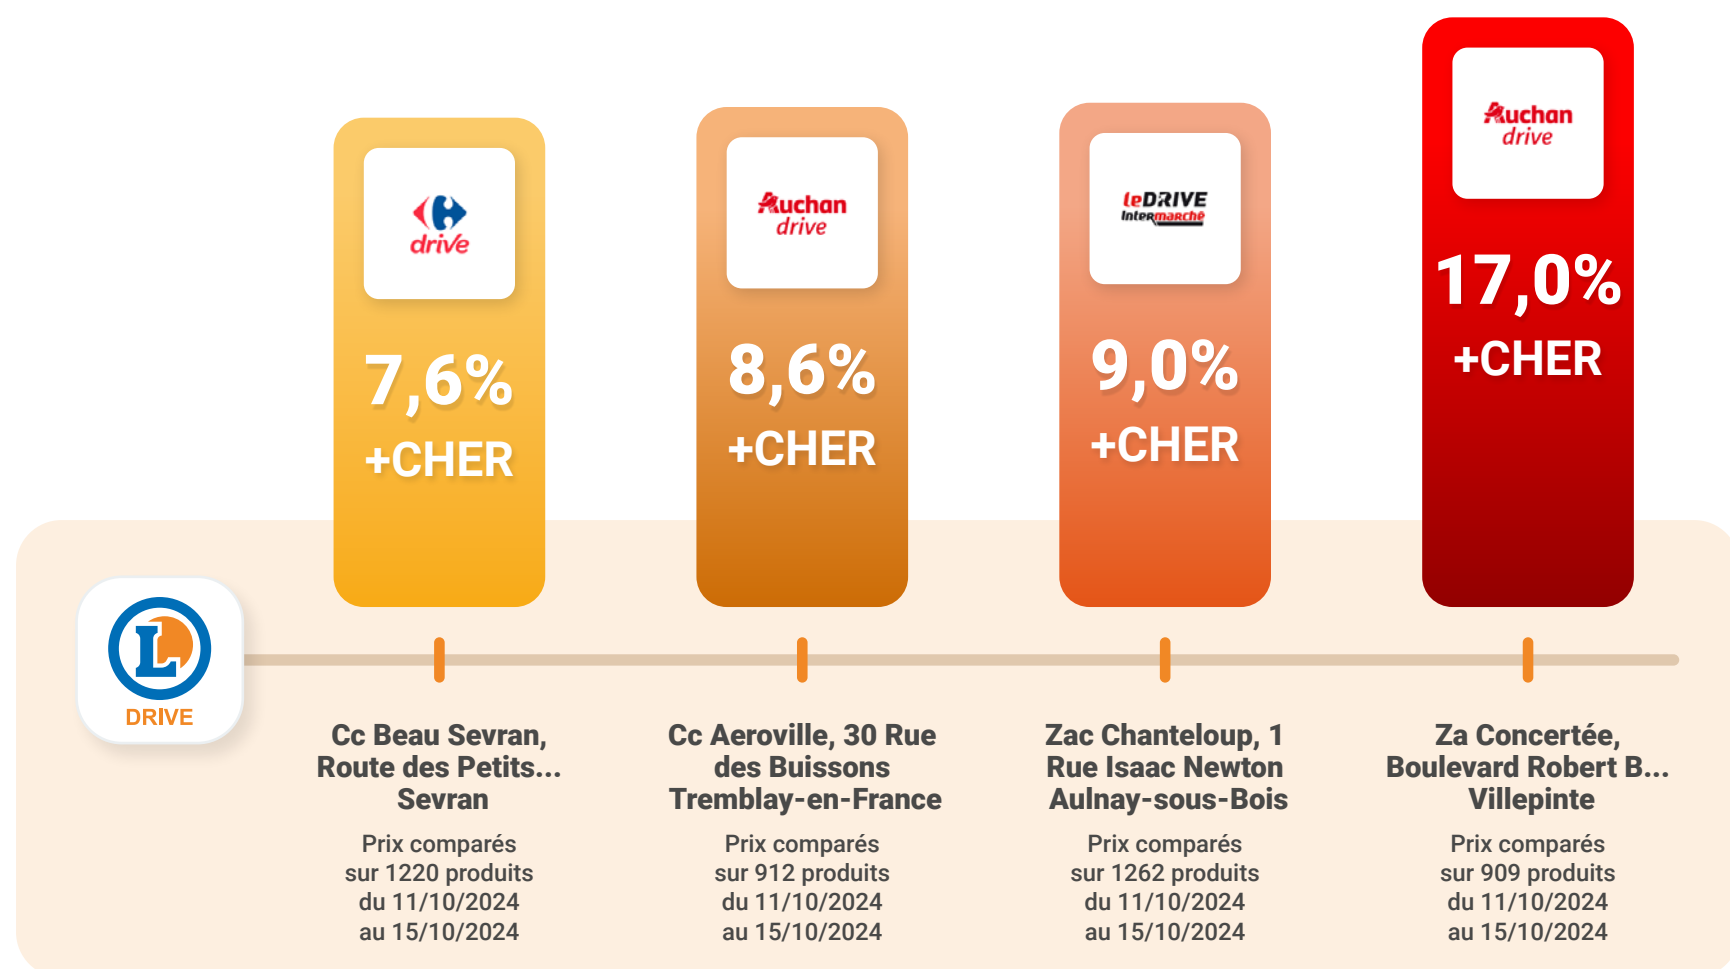 drive
7,6%
+CHER
Auchan
drive
8,6%
+CHER
leDRIVE
Intermarché
9,0%
+CHER
Auchan
drive
17,0%
+CHER
L
DRIVE
Cc Beau Sevran,
Route des Petits...
Sevran
Prix comparés
sur 1220 produits
du 11/10/2024
au 15/10/2024
Cc Aeroville, 30 Rue
des Buissons
Tremblay-en-France
Prix comparés
sur 912 produits
du 11/10/2024
au 15/10/2024
Zac Chanteloup, 1
Rue Isaac Newton
Aulnay-sous-Bois
Prix comparés
sur 1262 produits
du 11/10/2024
au 15/10/2024
Za Concertée,
Boulevard Robert B...
Villepinte
Prix comparés
sur 909 produits
du 11/10/2024
au 15/10/2024